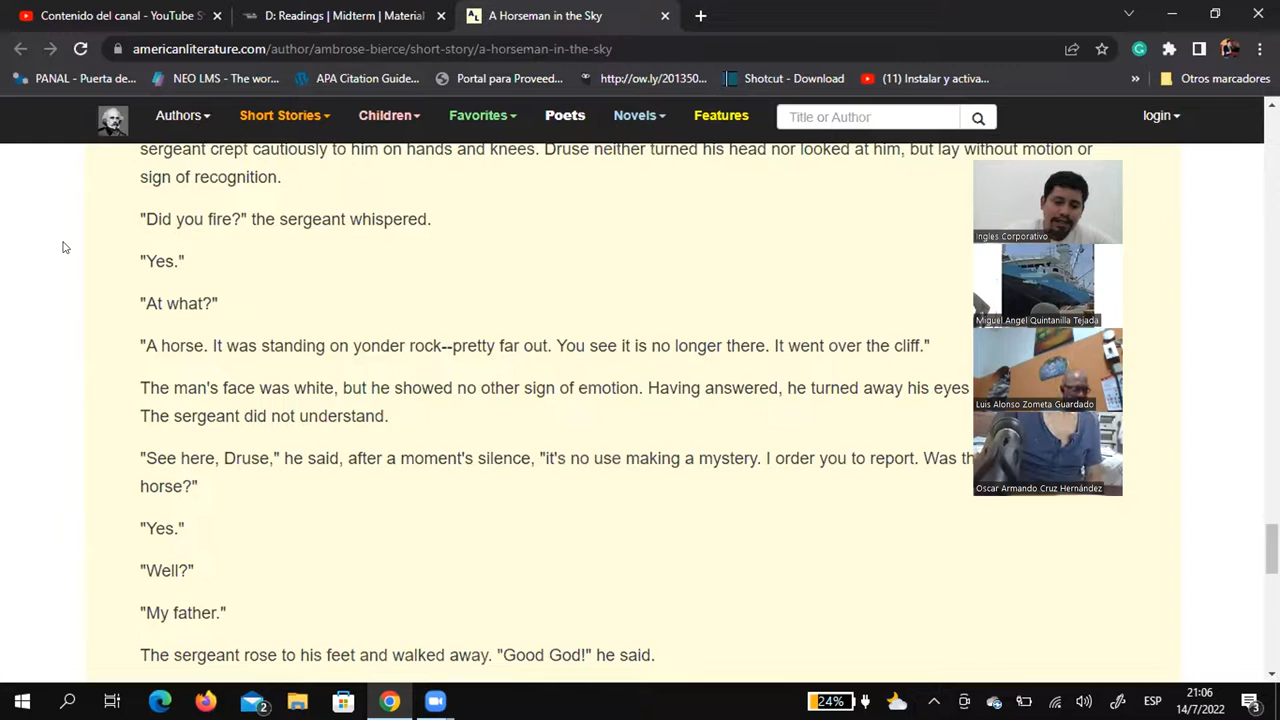 Contenido del canal - YouTube S
D: Readings | Midterm | Material
A Horseman in the Sky
americanliterature.com/author/ambrose-bierce/short-story/a-horseman-in-the-sky
PANAL - Puerta de...
NEO LMS - The wor...
APA Citation Guide...
Portal para Proveed...
http://ow.ly/201350...
Shotcut - Download
(11) Instalar y activa...
»
Otros marcadores
Authors
Short Stories
Children
Favorites
Poets
Novels
Features
Title or Author
login
sergeant crept cautiously to him on hands and knees. Druse neither turned his head nor looked at him, but lay without motion or
sign of recognition.
"Did you fire?" the sergeant whispered.
"Yes."
"At what?"
"A horse. It was standing on yonder rock--pretty far out. You see it is no longer there. It went over the cliff."
The man's face was white, but he showed no other sign of emotion. Having answered, he turned away his eyes
The sergeant did not understand.
"See here, Druse," he said, after a moment's silence, "it's no use making a mystery. I order you to report. Was th
horse?"
"Yes."
"Well?"
"My father."
The sergeant rose to his feet and walked away. "Good God!" he said.
Ingles Corporativo
Miguel Angel Quintanilla Tejada
Luis Alonso Zometa Guardado
Oscar Armando Cruz Hernández
2
24%
ESP
21:06
14/7/2022
3